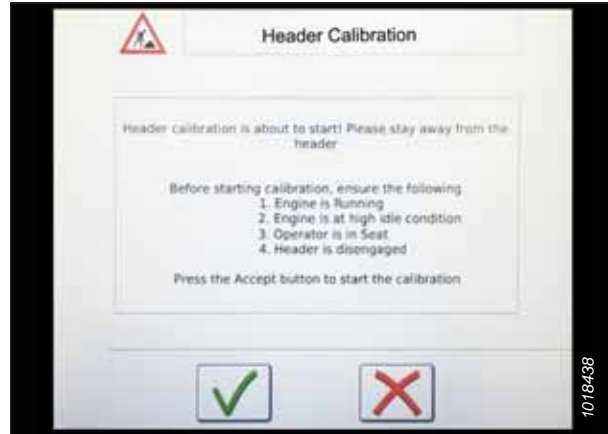 Header Calibration
Header calibration is about to start! Please stay away from the
header
Before starting calibration, ensure the following
1. Engine is Running
2. Engine is at high idle condition
3. Operator is in Seat
4. Header is disengaged
Press the Accept button to start the calibration
1018438